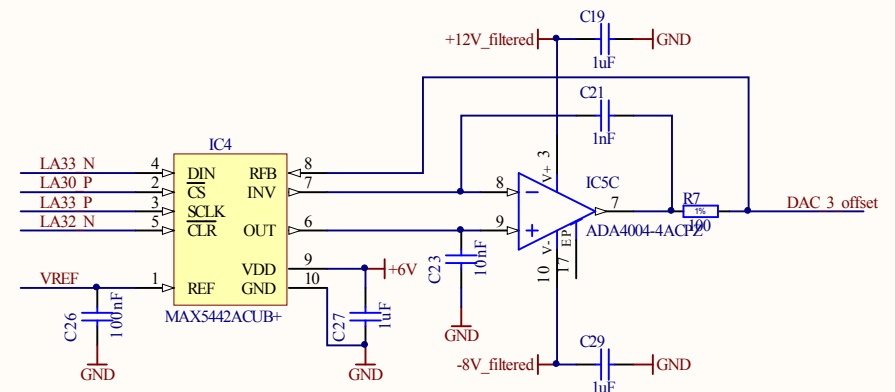 C19
+12V_filtered
GND
1uF
C21
1nF
IC4
LA33_N 4 DIN RFB 8
LA30_P 2 CS INV 7
LA33_P 3 SCLK
LA32_N 5 CLR OUT 6
VDD 9
+6V
GND 10
VREF 1 REF
MAX5442ACUB+
C26
100nF
GND
C27
1uF
GND
C23
10nF
GND
V+ 3
IC5C
8
9
7
ADA4004-4ACPZ
10 V-
17 EP
R7
1%
100
DAC_3_offset
C29
-8V_filtered
GND
1uF